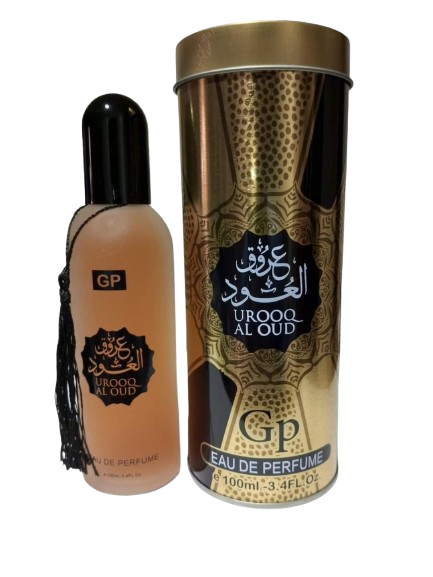 GP
عروق
العود
UROOQ
AL OUD
EAU DE PERFUME
عروق
العود
UROOQ
AL OUD
Gp
EAU DE PERFUME
e 100ml -3.4FL.Oz.